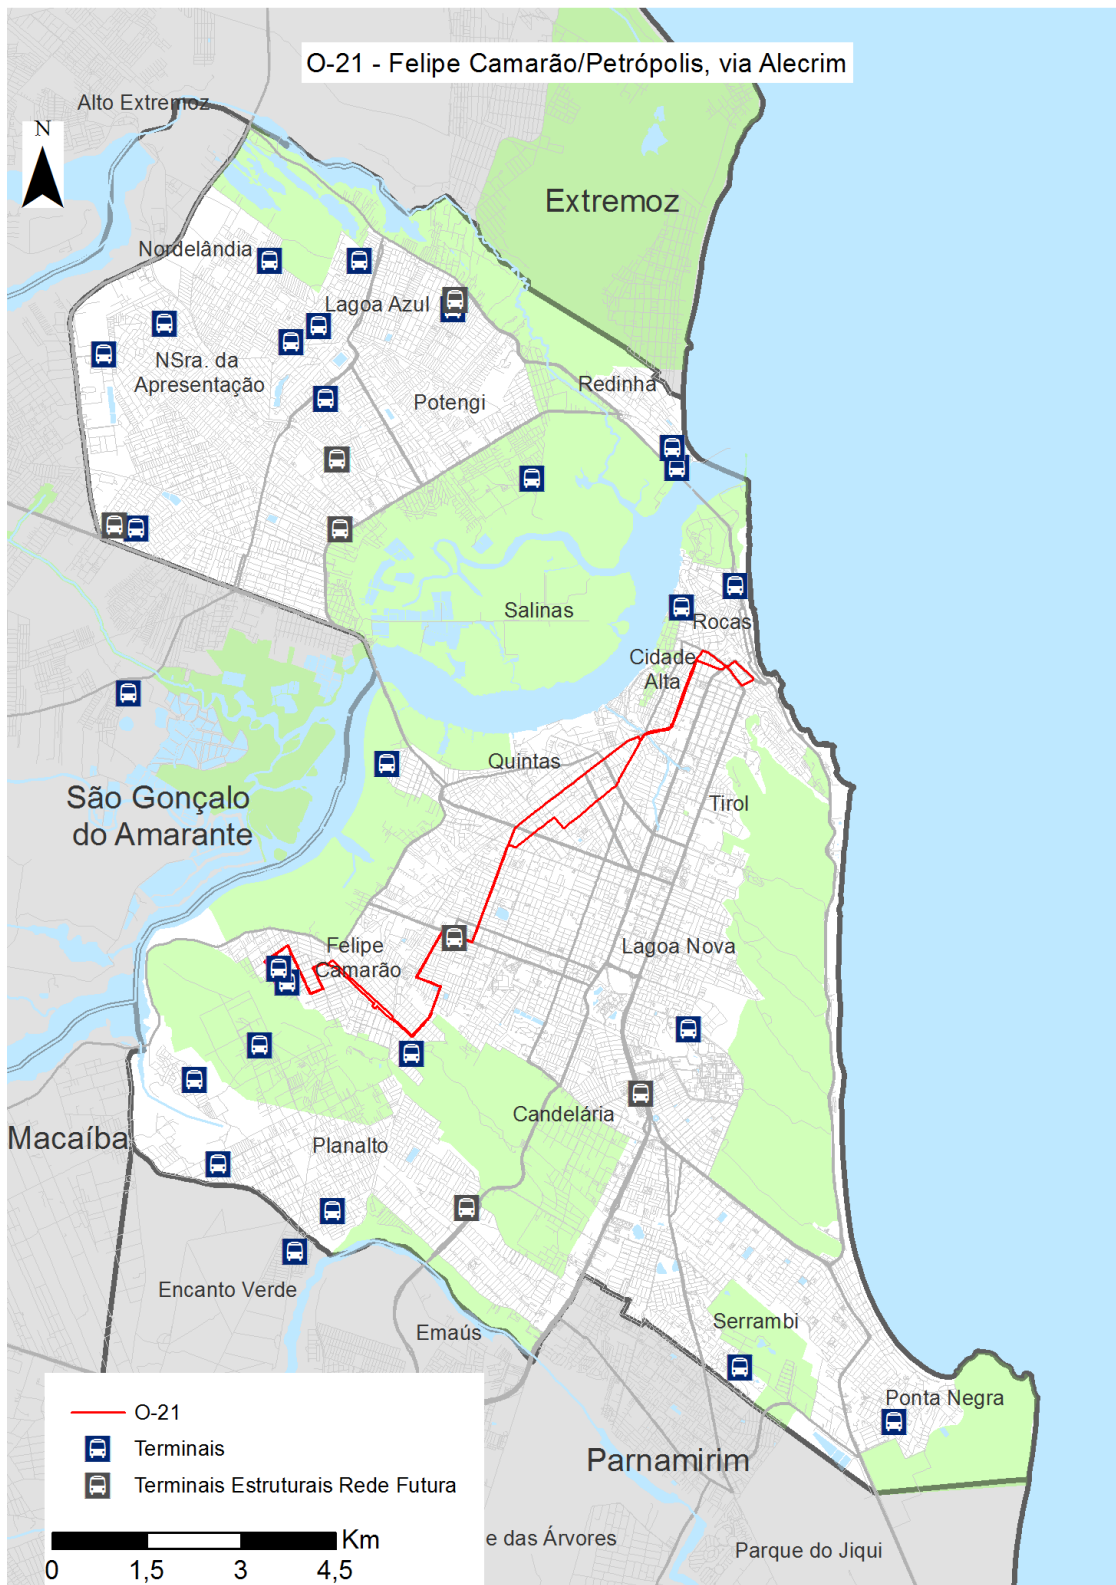 O-21 - Felipe Camarão/Petrópolis, via Alecrim
Alto Extremoz
N
Extremoz
Nordelândia
Lagoa Azul
NSra. da
Apresentação
Redinha
Potengi
Salinas
Rocas
Cidade
Alta
Quintas
São Gonçalo
do Amarante
Tirol
Felipe
Camarão
Lagoa Nova
Candelária
Macaíba
Planalto
Encanto Verde
Emaús
Serrambi
Ponta Negra
O-21
Terminais
Terminais Estruturais Rede Futura
Parnamirim
e das Árvores
Parque do Jiqui
Km
0 1,5 3 4,5